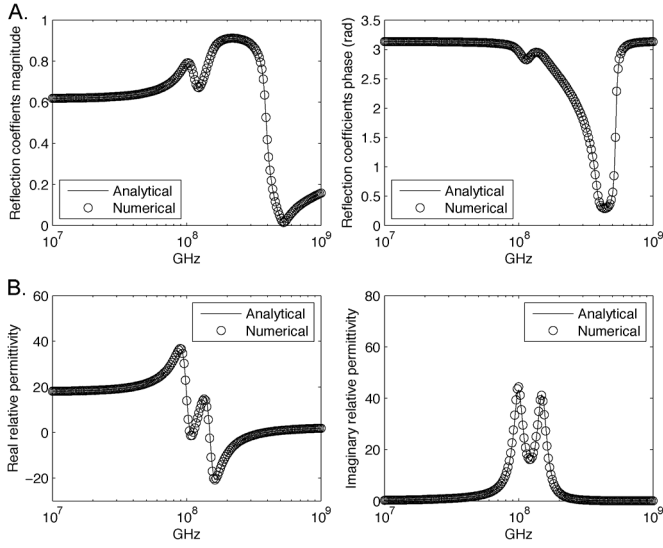 A.
Reflection coeffients magnitude
1
0.8
0.6
0.4
0.2
0
Analytical
Numerical
10^7
10^8
10^9
GHz
Reflection coefficients phase (rad)
3.5
3
2.5
2
1.5
1
0.5
0
Analytical
Numerical
10^7
10^8
10^9
GHz
B.
Real relative permittivity
60
40
20
0
−20
Analytical
Numerical
10^7
10^8
10^9
GHz
Imaginary relative permittivity
80
60
40
20
0
Analytical
Numerical
10^7
10^8
10^9
GHz